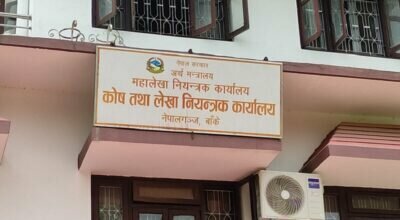 नेपाल सरकार
अर्थ मन्त्रालय
महालेखा नियन्त्रक कार्यालय
कोष तथा लेखा नियन्त्रक कार्यालय
नेपालगञ्ज, बाँके